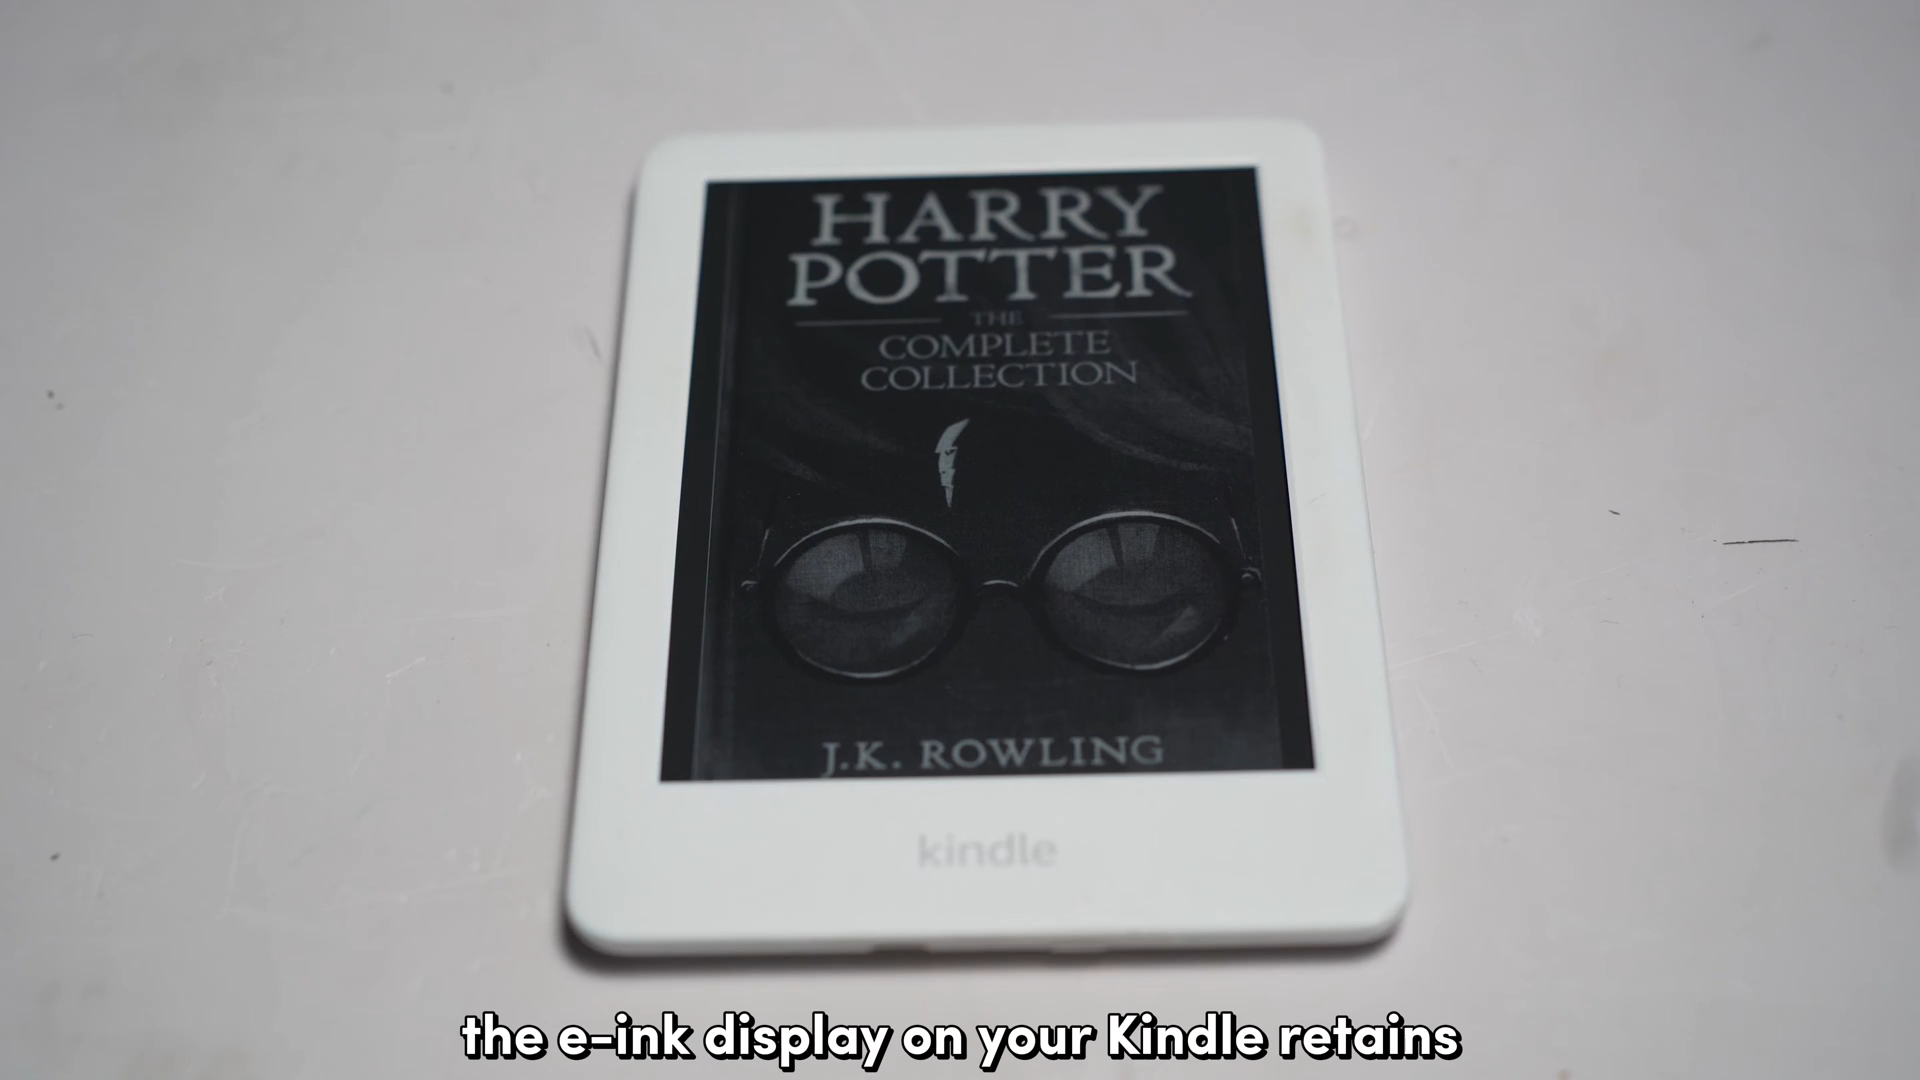 HARRY
POTTER
THE
COMPLETE
COLLECTION
J.K. ROWLING
kindle
the e-ink display on your Kindle retains